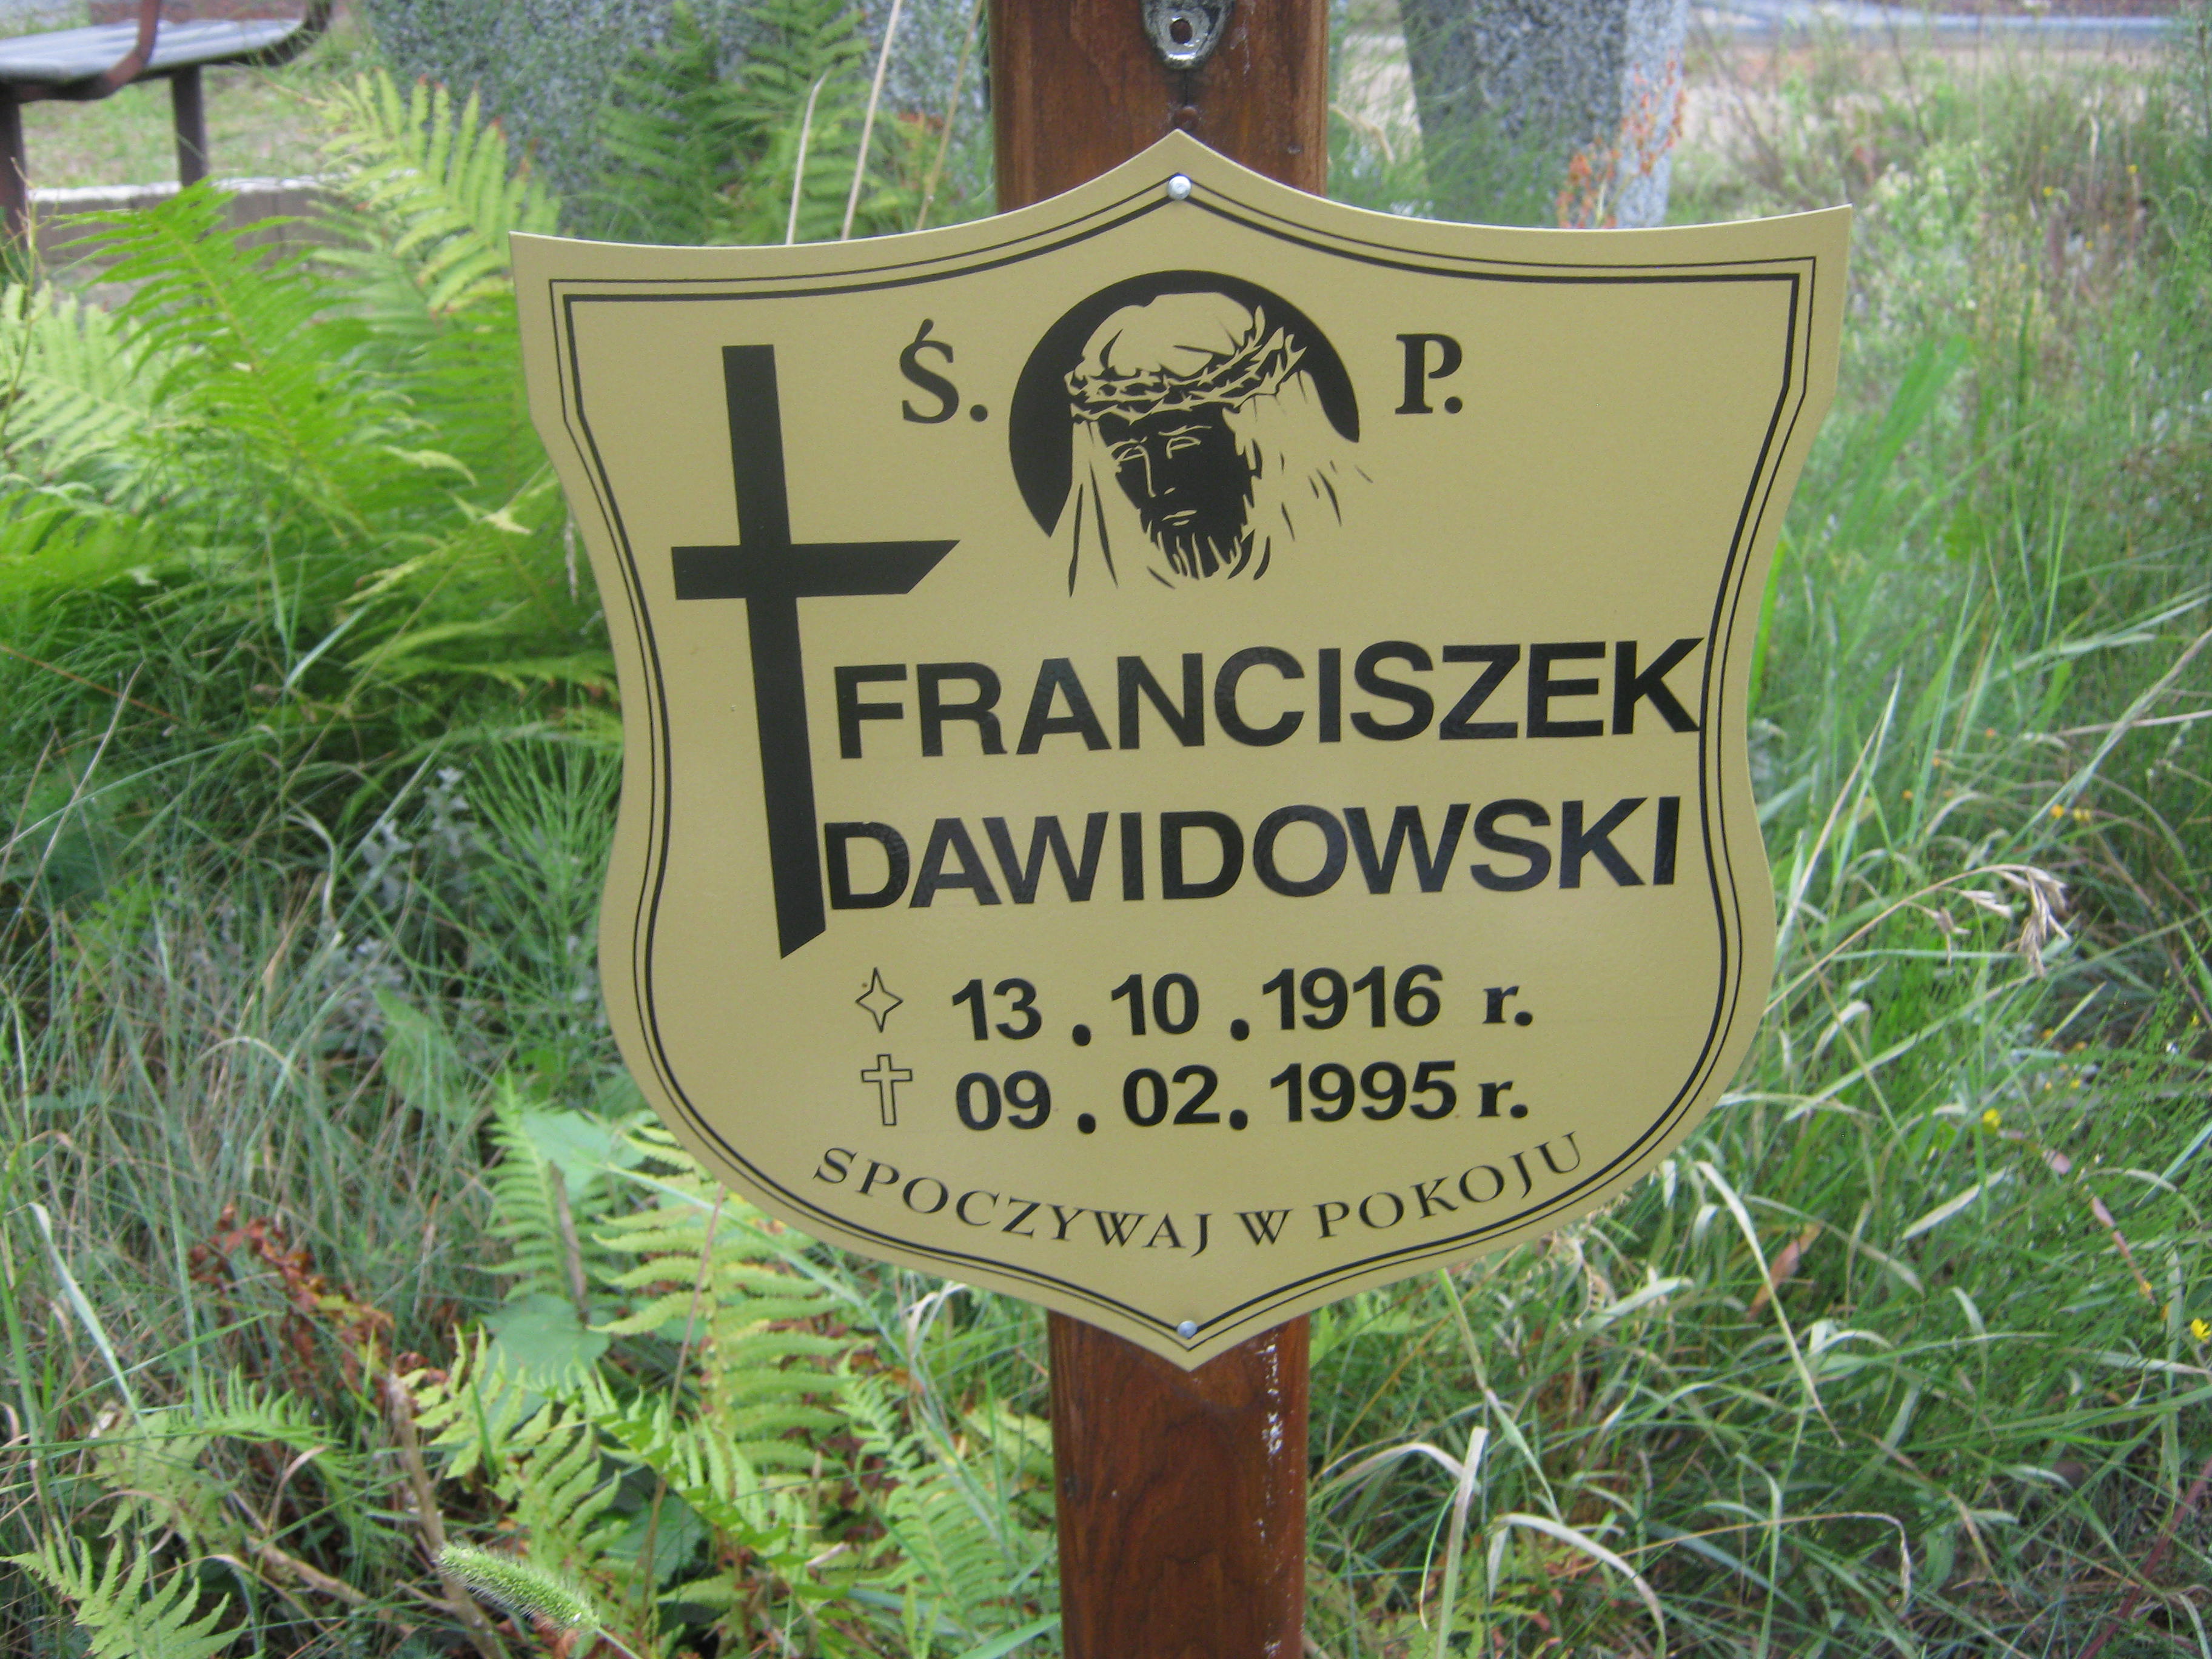 Ś. P.
FRANCISZEK
DAWIDOWSKI
13.10.1916 r.
09.02.1995 r.
SPOCZYWAJ W POKOJU